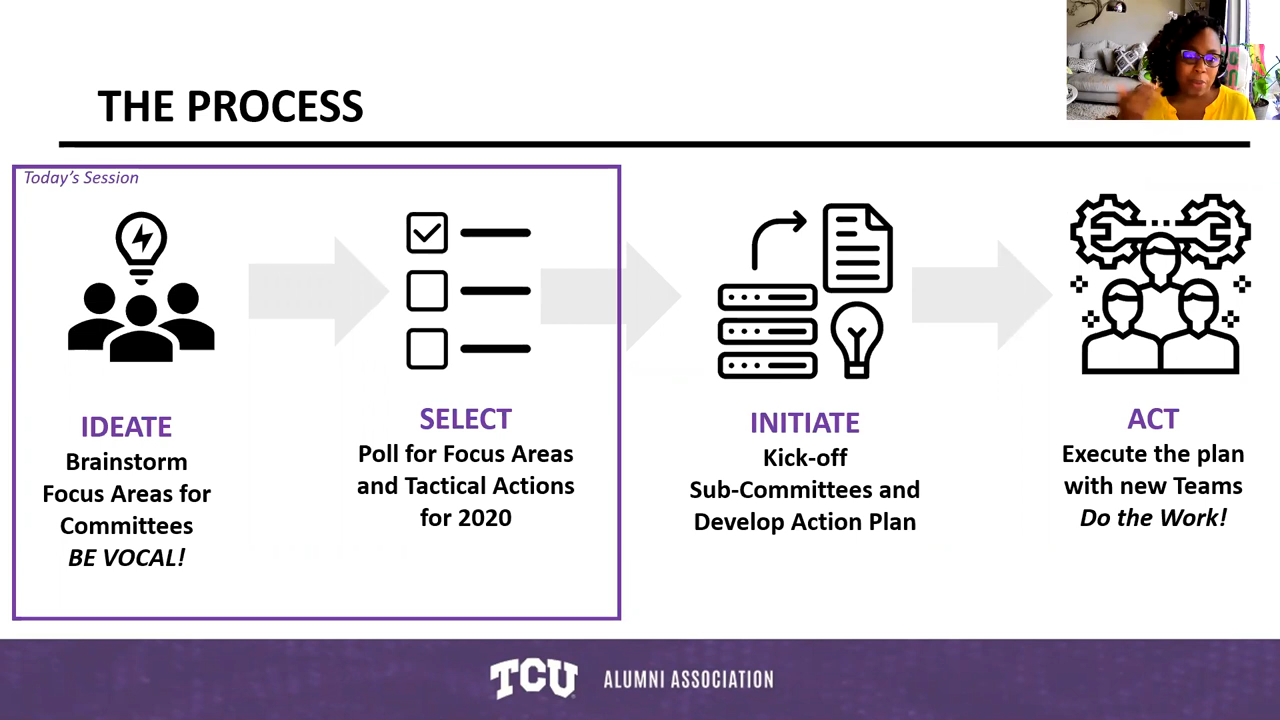 THE PROCESS
Today's Session
IDEATE
Brainstorm
Focus Areas for
Committees
BE VOCAL!
SELECT
Poll for Focus Areas
and Tactical Actions
for 2020
INITIATE
Kick-off
Sub-Committees and
Develop Action Plan
ACT
Execute the plan
with new Teams
Do the Work!
TCU ALUMNI ASSOCIATION